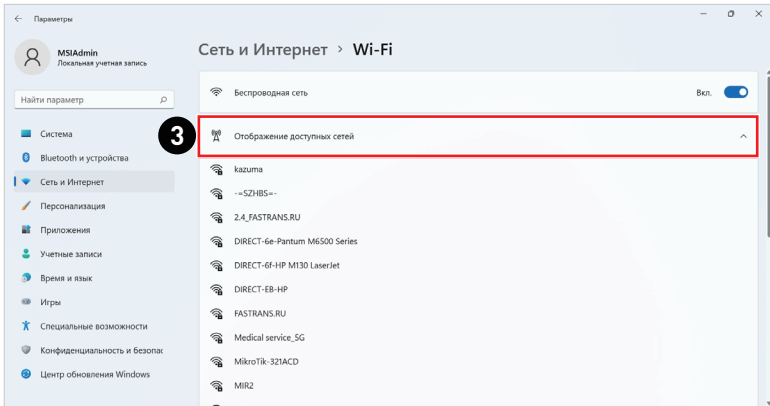 Параметры
MSIAdmin
Локальная учетная запись
Найти параметр
Система
Bluetooth и устройства
Сеть и Интернет
Персонализация
Приложения
Учетные записи
Время и язык
Игры
Специальные возможности
Конфиденциальность и безопас
Центр обновления Windows
Сеть и Интернет > Wi-Fi
Беспроводная сеть Вкл.
3 Отображение доступных сетей
kazuma
-=SZHBS=-
2.4_FASTRANS.RU
DIRECT-6e-Pantum M6500 Series
DIRECT-6f-HP M130 LaserJet
DIRECT-EB-HP
FASTRANS.RU
Medical service_5G
MikroTik-321ACD
MIR2